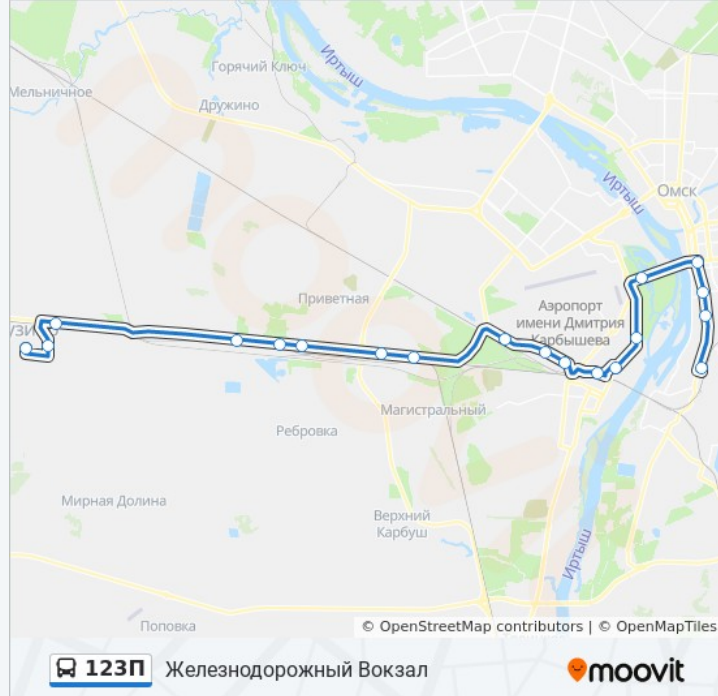 Иртыш
Горячий Ключ
Мельничное
Дружино
Иртыш
Омск
Приветная
Аэропорт
имени Дмитрия
Карбышева
УЗИ
Магистральный
Ребровка
Мирная Долина
Верхний
Карбуш
Иртыш
Поповка
© OpenStreetMap contributors | © OpenMapTiles
123П Железнодорожный Вокзал
moovit